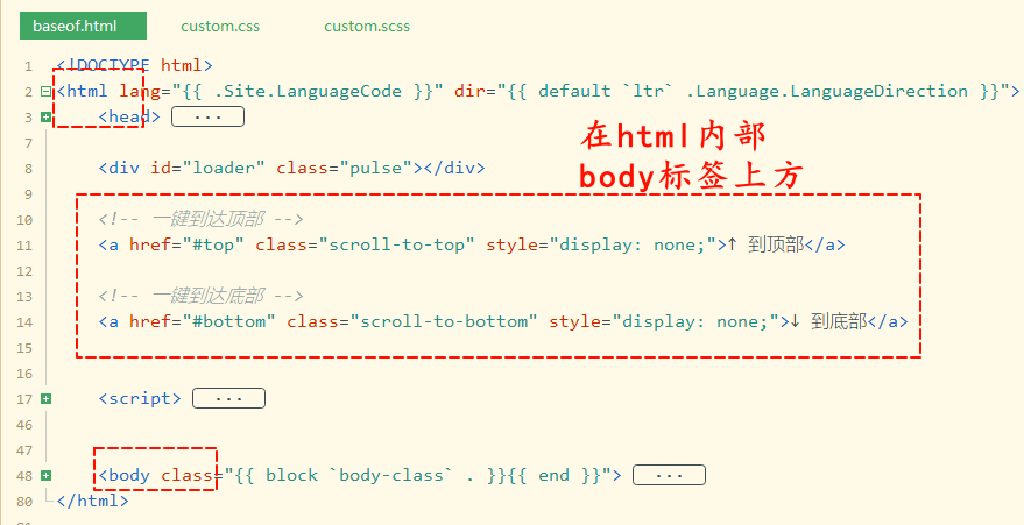 baseof.html custom.css custom.scss
1 <!DOCTYPE html>
2 <html lang="{{ .Site.LanguageCode }}" dir="{{ default `ltr` .Language.LanguageDirection }}">
3 <head> ...
在html内部
7
8 <div id="loader" class="pulse"></div>
body标签上方
9
10 <!-- 一键到达顶部 -->
11 <a href="#top" class="scroll-to-top" style="display: none;">↑ 到顶部</a>
12
13 <!-- 一键到达底部 -->
14 <a href="#bottom" class="scroll-to-bottom" style="display: none;">↓ 到底部</a>
15
16
17 <script> ...
46
47
48 <body class="{{ block `body-class` . }}{{ end }}"> ...
80 </html>